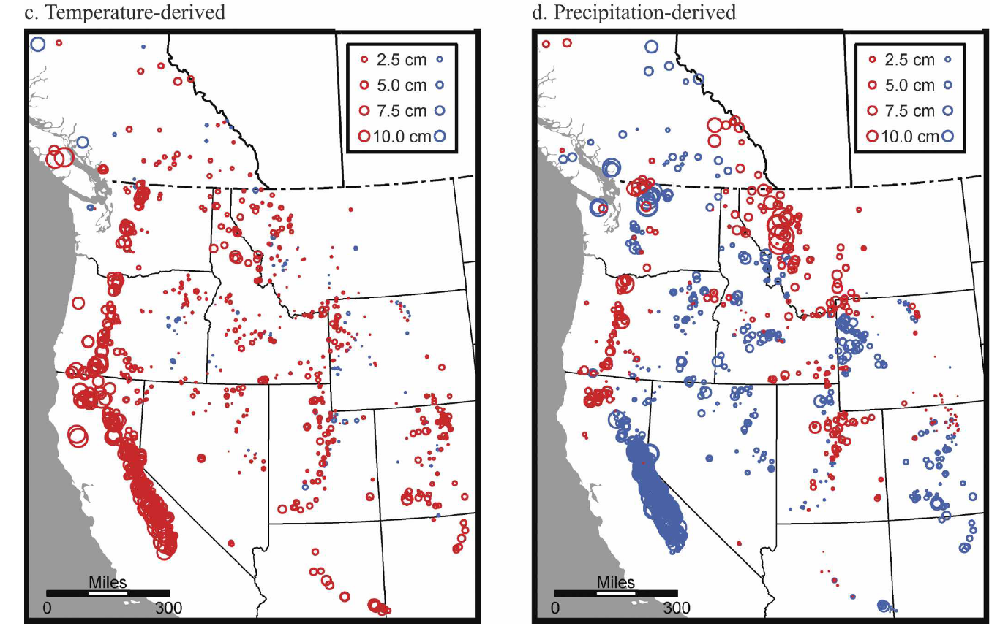 c. Temperature-derived
2.5 cm
5.0 cm
7.5 cm
10.0 cm
Miles
0 300
d. Precipitation-derived
2.5 cm
5.0 cm
7.5 cm
10.0 cm
Miles
0 300